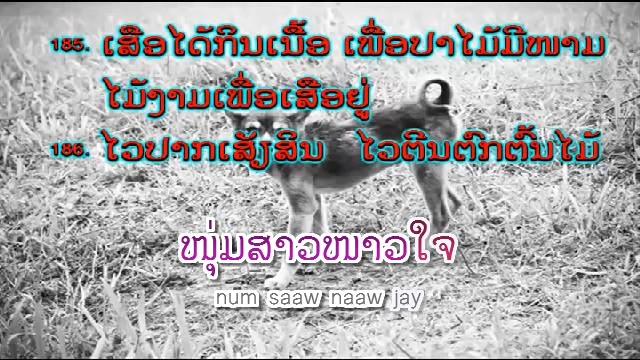 185. ເສືອໄດ້ກິນເນື້ອ ເພື່ອປ່າໄມ້ມີໜາມ
ໄມ້ງາມເພື່ອເສືອຢູ່
186. ໄວປາກເສັຽສິນ ໄວຕີນຕົກຕົ້ນໄມ້
ໜຸ່ມສາວໜາວໃຈ
num saaw naaw jay